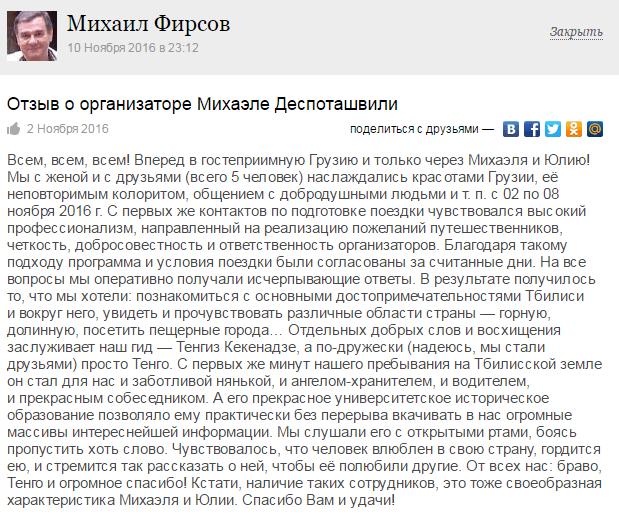 Михаил Фирсов
10 Ноября 2016 в 23:12
Закрыть
Отзыв о организаторе Михаэле Деспоташвили
2 Ноября 2016
поделиться с друзьями —
Всем, всем, всем! Вперед в гостеприимную Грузию и только через Михаэля и Юлию!
Мы с женой и с друзьями (всего 5 человек) наслаждались красотами Грузии, её
неповторимым колоритом, общением с добродушными людьми и т. п. с 02 по 08
ноября 2016 г. С первых же контактов по подготовке поездки чувствовался высокий
профессионализм, направленный на реализацию пожеланий путешественников,
четкость, добросовестность и ответственность организаторов. Благодаря такому
подходу программа и условия поездки были согласованы за считанные дни. На все
вопросы мы оперативно получали исчерпывающие ответы. В результате получилось
то, что мы хотели: познакомиться с основными достопримечательностями Тбилиси
и вокруг него, увидеть и прочувствовать различные области страны — горную,
долинную, посетить пещерные города… Отдельных добрых слов и восхищения
заслуживает наш гид — Тенгиз Кекенадзе, а по-дружески (надеюсь, мы стали
друзьями) просто Тенго. С первых же минут нашего пребывания на Тбилисской земле
он стал для нас и заботливой нянькой, и ангелом-хранителем, и водителем,
и прекрасным собеседником. А его прекрасное университетское историческое
образование позволяло ему практически без перерыва вкачивать в нас огромные
массивы интереснейшей информации. Мы слушали его с открытыми ртами, боясь
пропустить хоть слово. Чувствовалось, что человек влюблен в свою страну, гордится
ею, и стремится так рассказать о ней, чтобы её полюбили другие. От всех нас: браво,
Тенго и огромное спасибо! Кстати, наличие таких сотрудников, это тоже своеобразная
характеристика Михаэля и Юлии. Спасибо Вам и удачи!